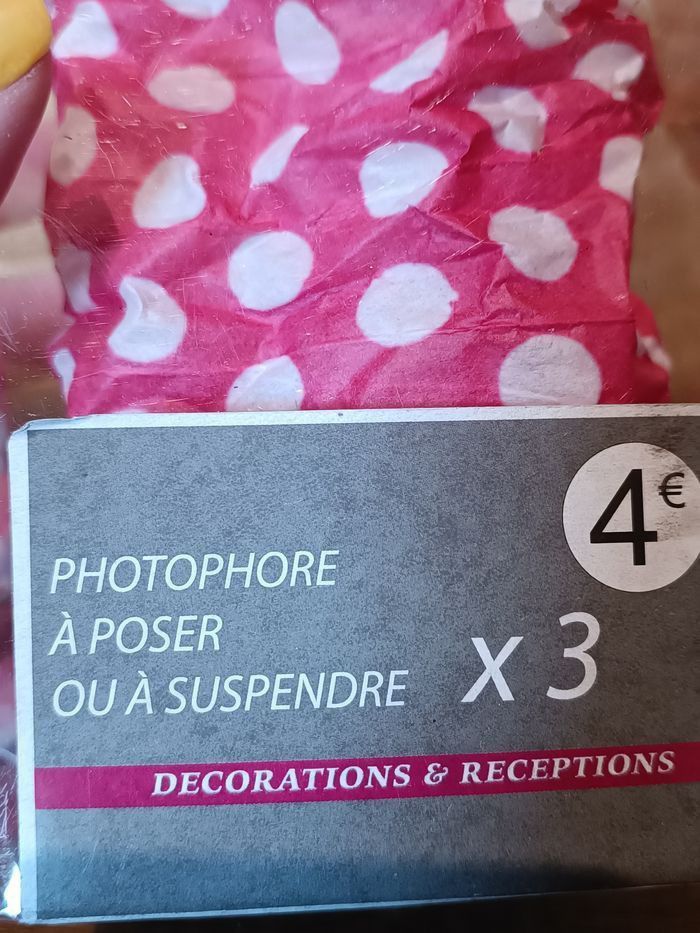 4€
PHOTOPHORE
À POSER
OU À SUSPENDRE
x 3
DECORATIONS & RECEPTIONS